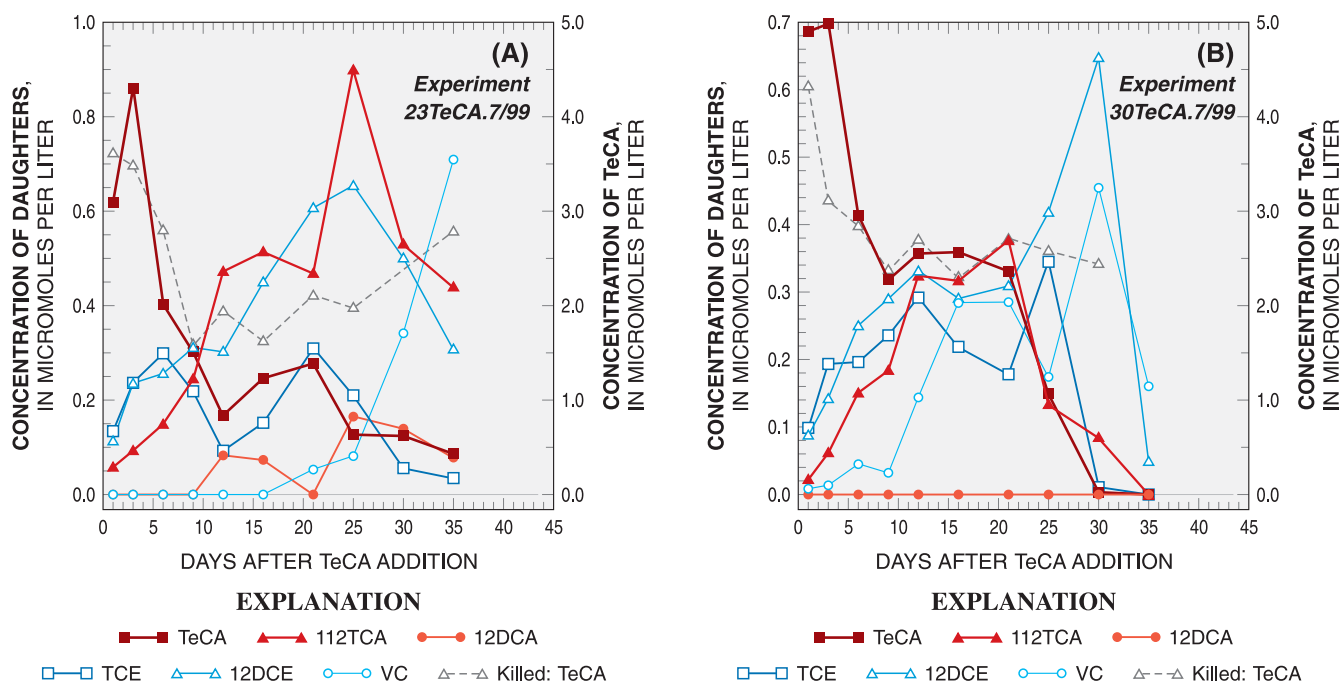 (A)
Experiment
23TeCA.7/99
CONCENTRATION OF DAUGHTERS,
IN MICROMOLES PER LITER
1.0
0.8
0.6
0.4
0.2
0.0
CONCENTRATION OF TeCA,
IN MICROMOLES PER LITER
5.0
4.0
3.0
2.0
1.0
0.0
0 5 10 15 20 25 30 35 40 45
DAYS AFTER TeCA ADDITION
EXPLANATION
TeCA 112TCA 12DCA
TCE 12DCE VC Killed: TeCA
(B)
Experiment
30TeCA.7/99
CONCENTRATION OF DAUGHTERS,
IN MICROMOLES PER LITER
0.7
0.6
0.5
0.4
0.3
0.2
0.1
0.0
CONCENTRATION OF TeCA,
IN MICROMOLES PER LITER
5.0
4.0
3.0
2.0
1.0
0.0
0 5 10 15 20 25 30 35 40 45
DAYS AFTER TeCA ADDITION
EXPLANATION
TeCA 112TCA 12DCA
TCE 12DCE VC Killed: TeCA